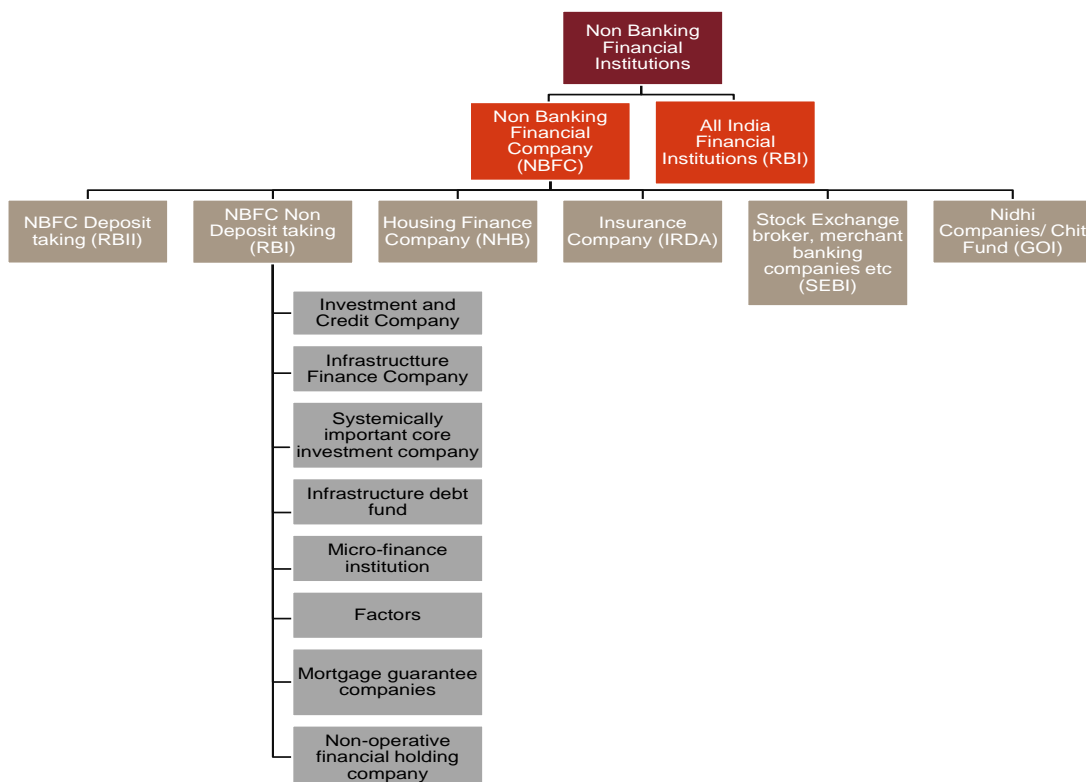 Non Banking
Financial
Institutions
Non Banking
Financial
Company
(NBFC)
All India
Financial
Institutions (RBI)
NBFC Deposit
taking (RBII)
NBFC Non
Deposit taking
(RBI)
Housing Finance
Company (NHB)
Insurance
Company (IRDA)
Stock Exchange
broker, merchant
banking
companies etc
(SEBI)
Nidhi
Companies/ Chit
Fund (GOI)
Investment and
Credit Company
Infrastructture
Finance Company
Systemically
important core
investment company
Infrastructure debt
fund
Micro-finance
institution
Factors
Mortgage guarantee
companies
Non-operative
financial holding
company